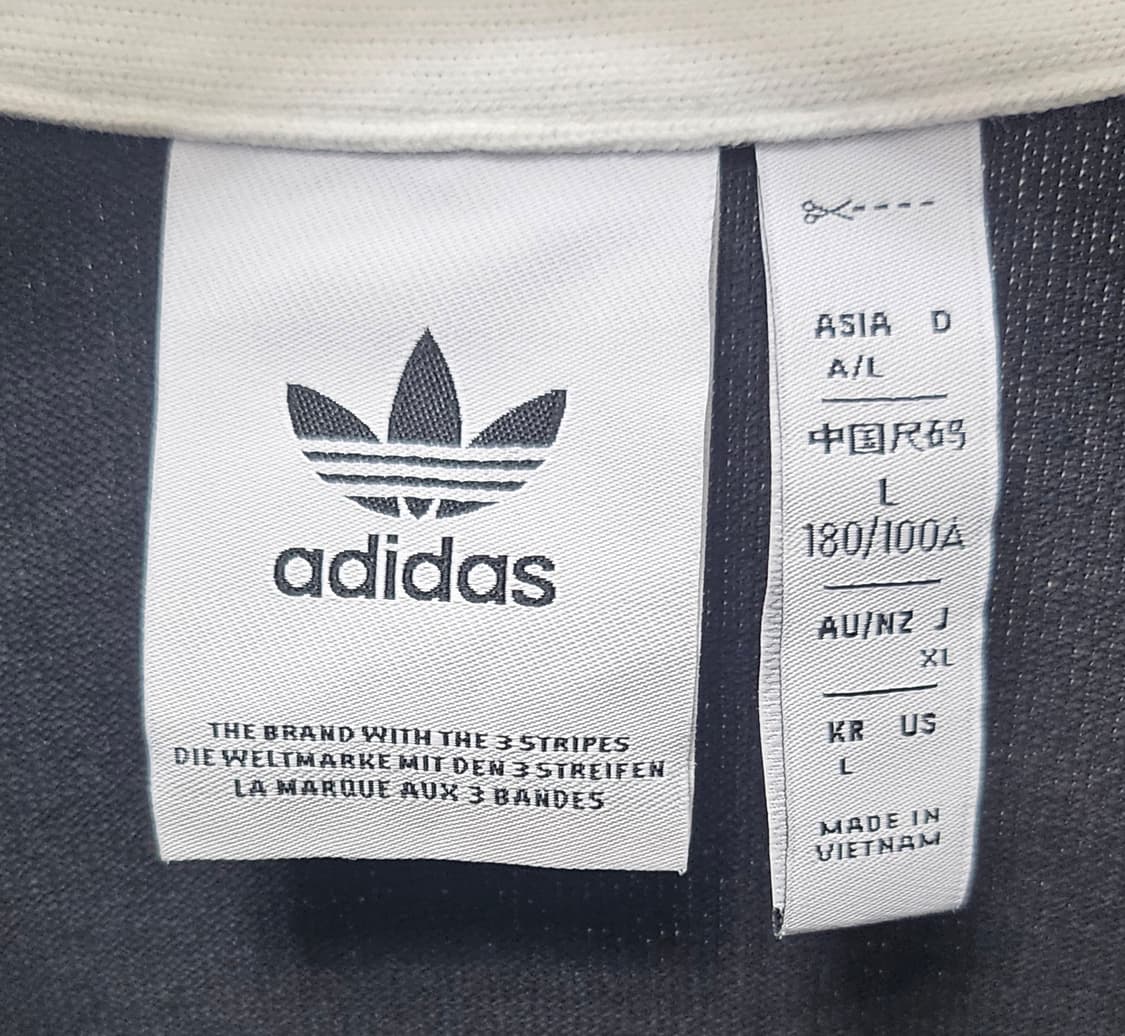 adidas
THE BRAND WITH THE 3 STRIPES
DIE WELTMARKE MIT DEN 3 STREIFEN
LA MARQUE AUX 3 BANDES
ASIA D
A/L
中国尺码
L
180/100A
AU/NZ J
XL
KR US
L
MADE IN
VIETNAM